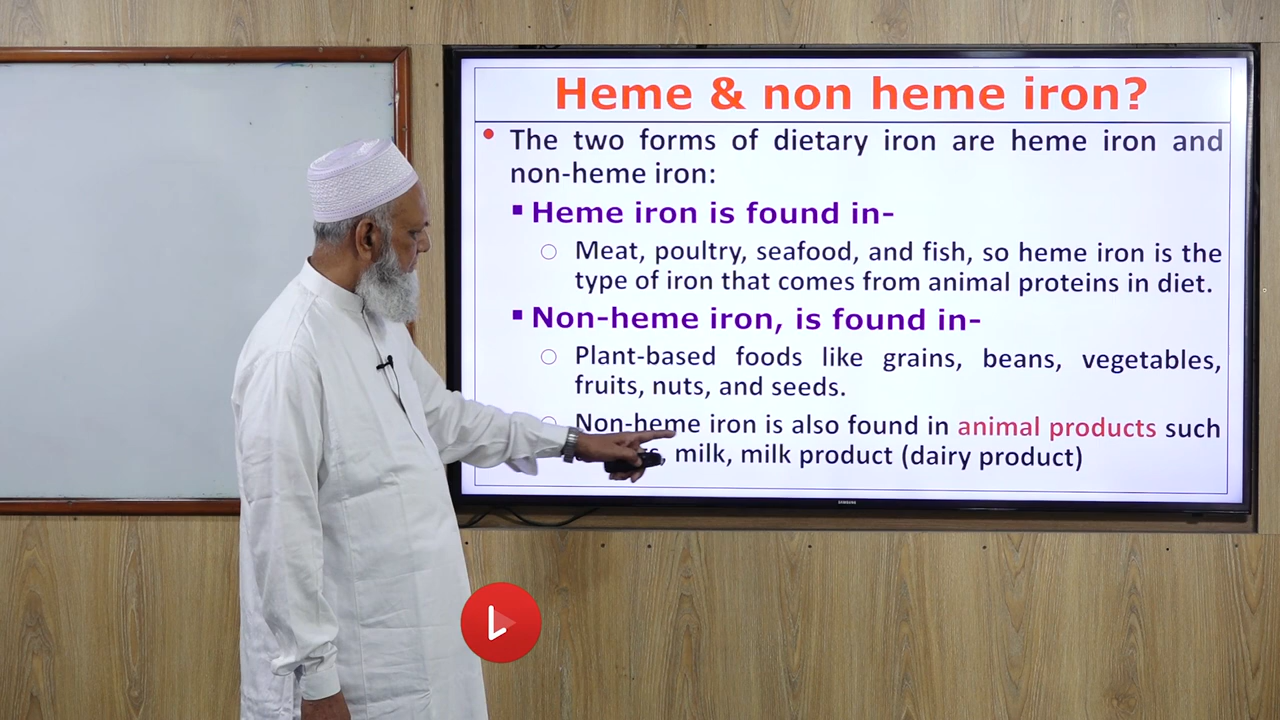 Heme & non heme iron?
• The two forms of dietary iron are heme iron and
non-heme iron:
▪ Heme iron is found in-
○ Meat, poultry, seafood, and fish, so heme iron is the
type of iron that comes from animal proteins in diet.
▪ Non-heme iron, is found in-
○ Plant-based foods like grains, beans, vegetables,
fruits, nuts, and seeds.
○ Non-heme iron is also found in animal products such
milk, milk product (dairy product)
SAMSUNG